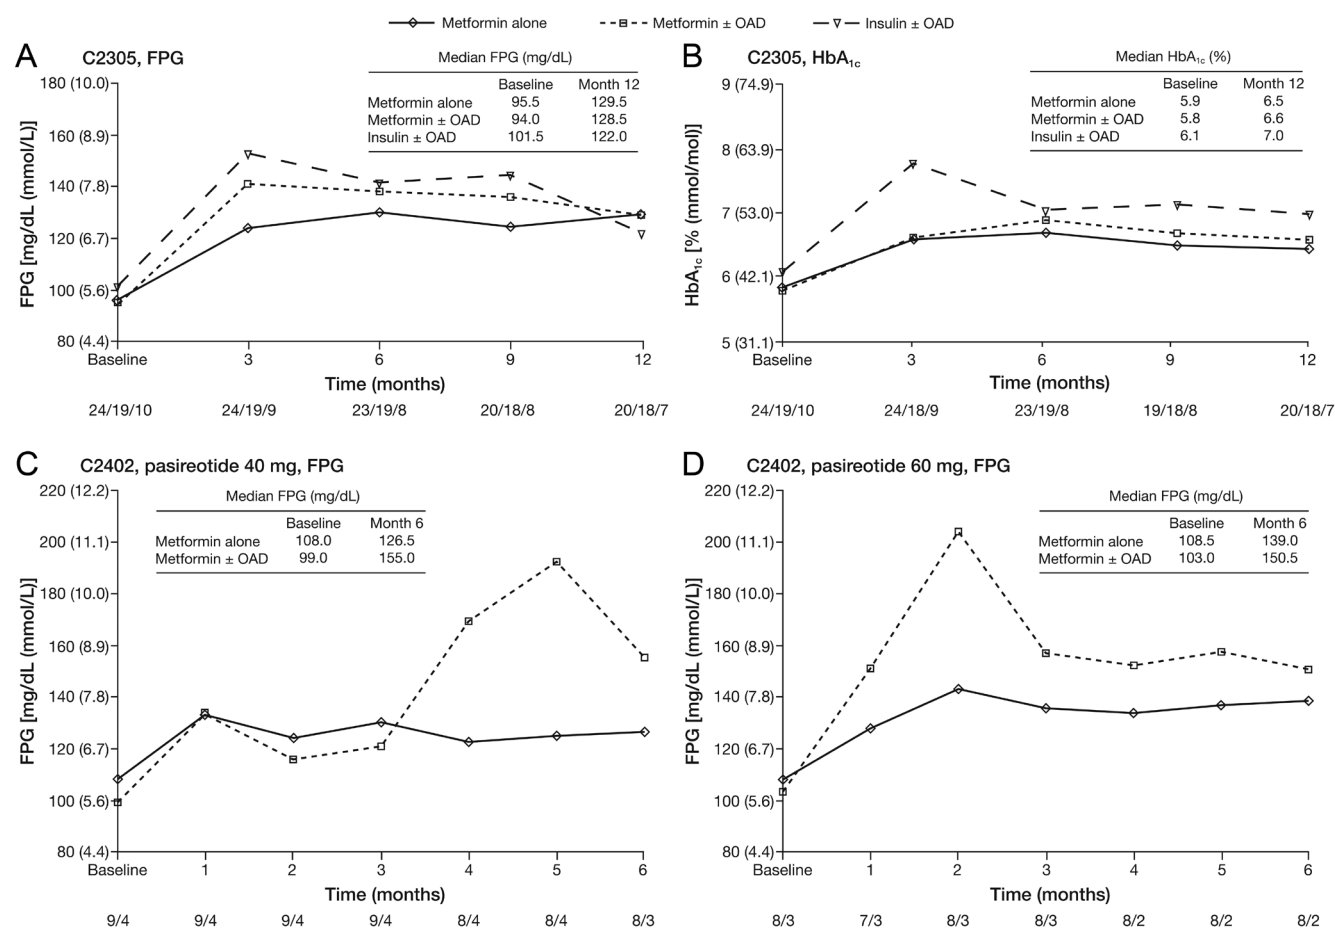 Metformin alone Metformin ± OAD Insulin ± OAD
A C2305, FPG
Median FPG (mg/dL)
Baseline Month 12
Metformin alone 95.5 129.5
Metformin ± OAD 94.0 128.5
Insulin ± OAD 101.5 122.0
FPG [mg/dL (mmol/L)]
180 (10.0)
160 (8.9)
140 (7.8)
120 (6.7)
100 (5.6)
80 (4.4)
Baseline 3 6 9 12
Time (months)
24/19/10 24/19/9 23/19/8 20/18/8 20/18/7
B C2305, HbA1c
Median HbA1c (%)
Baseline Month 12
Metformin alone 5.9 6.5
Metformin ± OAD 5.8 6.6
Insulin ± OAD 6.1 7.0
HbA1c [% (mmol/mol)]
9 (74.9)
8 (63.9)
7 (53.0)
6 (42.1)
5 (31.1)
Baseline 3 6 9 12
Time (months)
24/19/10 24/18/9 23/19/8 19/18/8 20/18/7
C C2402, pasireotide 40 mg, FPG
Median FPG (mg/dL)
Baseline Month 6
Metformin alone 108.0 126.5
Metformin ± OAD 99.0 155.0
FPG [mg/dL (mmol/L)]
220 (12.2)
200 (11.1)
180 (10.0)
160 (8.9)
140 (7.8)
120 (6.7)
100 (5.6)
80 (4.4)
Baseline 1 2 3 4 5 6
Time (months)
9/4 9/4 9/4 9/4 8/4 8/4 8/3
D C2402, pasireotide 60 mg, FPG
Median FPG (mg/dL)
Baseline Month 6
Metformin alone 108.5 139.0
Metformin ± OAD 103.0 150.5
FPG [mg/dL (mmol/L)]
220 (12.2)
200 (11.1)
180 (10.0)
160 (8.9)
140 (7.8)
120 (6.7)
100 (5.6)
80 (4.4)
Baseline 1 2 3 4 5 6
Time (months)
8/3 7/3 8/3 8/3 8/2 8/2 8/2